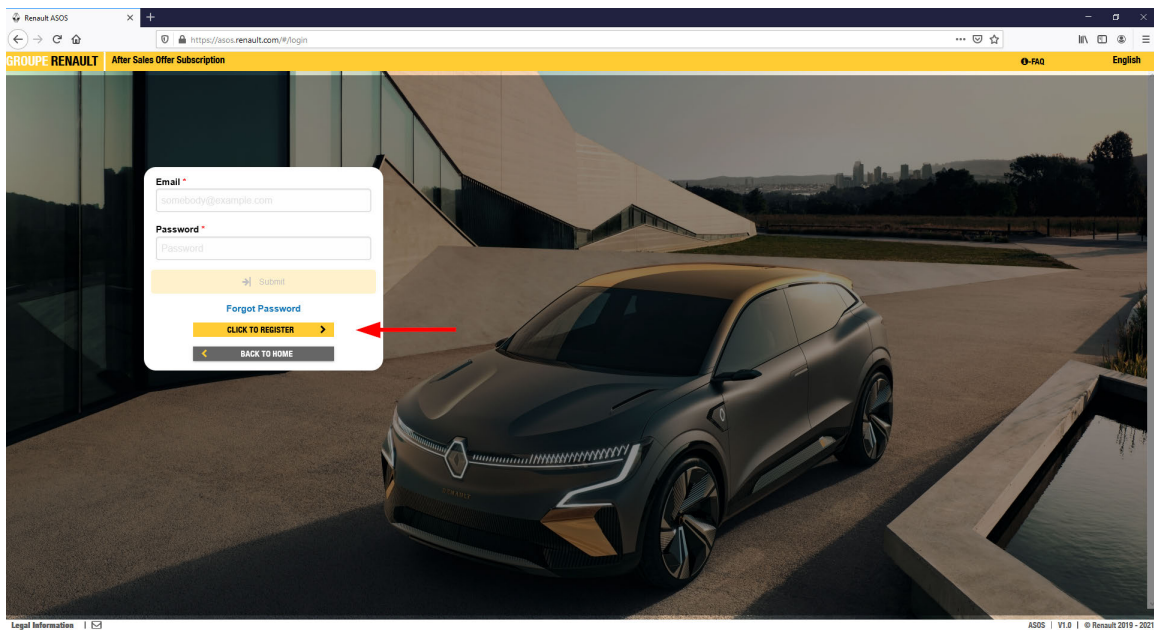 Renault ASOS
https://asos.renault.com/#/login
GROUPE RENAULT After Sales Offer Subscription
-FAQ
English
Email *
somebody@example.com
Password *
Password
Submit
Forgot Password
CLICK TO REGISTER
BACK TO HOME
RENAULT
Legal Information |
ASOS | V1.0 | © Renault 2019 - 2021